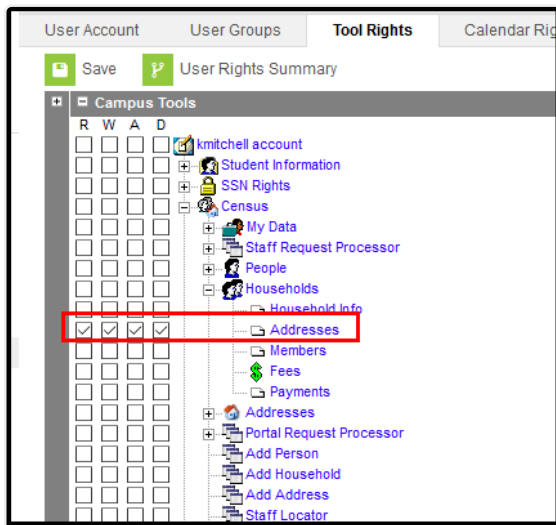 User Account User Groups Tool Rights Calendar Rig
Save User Rights Summary
Campus Tools
R W A D
kmitchell account
Student Information
SSN Rights
Census
My Data
Staff Request Processor
People
Households
Household Info
Addresses
Members
Fees
Payments
Addresses
Portal Request Processor
Add Person
Add Household
Add Address
Staff Locator